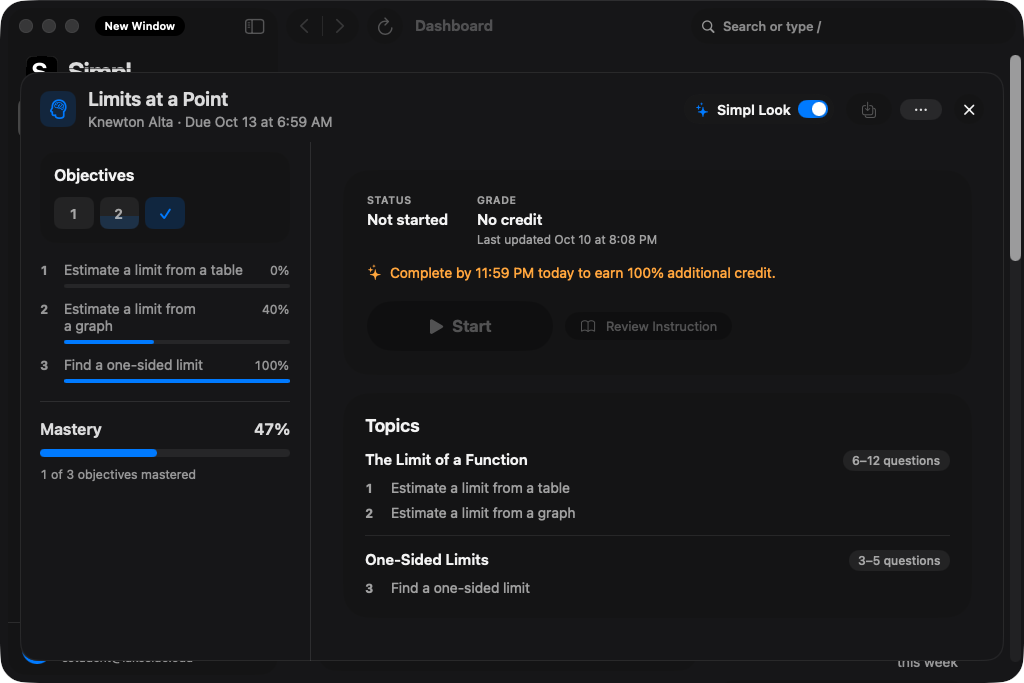 New Window
Dashboard
Search or type /
Simpl
Limits at a Point
Knewton Alta · Due Oct 13 at 6:59 AM
Simpl Look
Objectives
1 2
1 Estimate a limit from a table 0%
2 Estimate a limit from
a graph 40%
3 Find a one-sided limit 100%
Mastery 47%
1 of 3 objectives mastered
STATUS
Not started
GRADE
No credit
Last updated Oct 10 at 8:08 PM
Complete by 11:59 PM today to earn 100% additional credit.
Start
Review Instruction
Topics
The Limit of a Function 6–12 questions
1 Estimate a limit from a table
2 Estimate a limit from a graph
One-Sided Limits 3–5 questions
3 Find a one-sided limit
this week